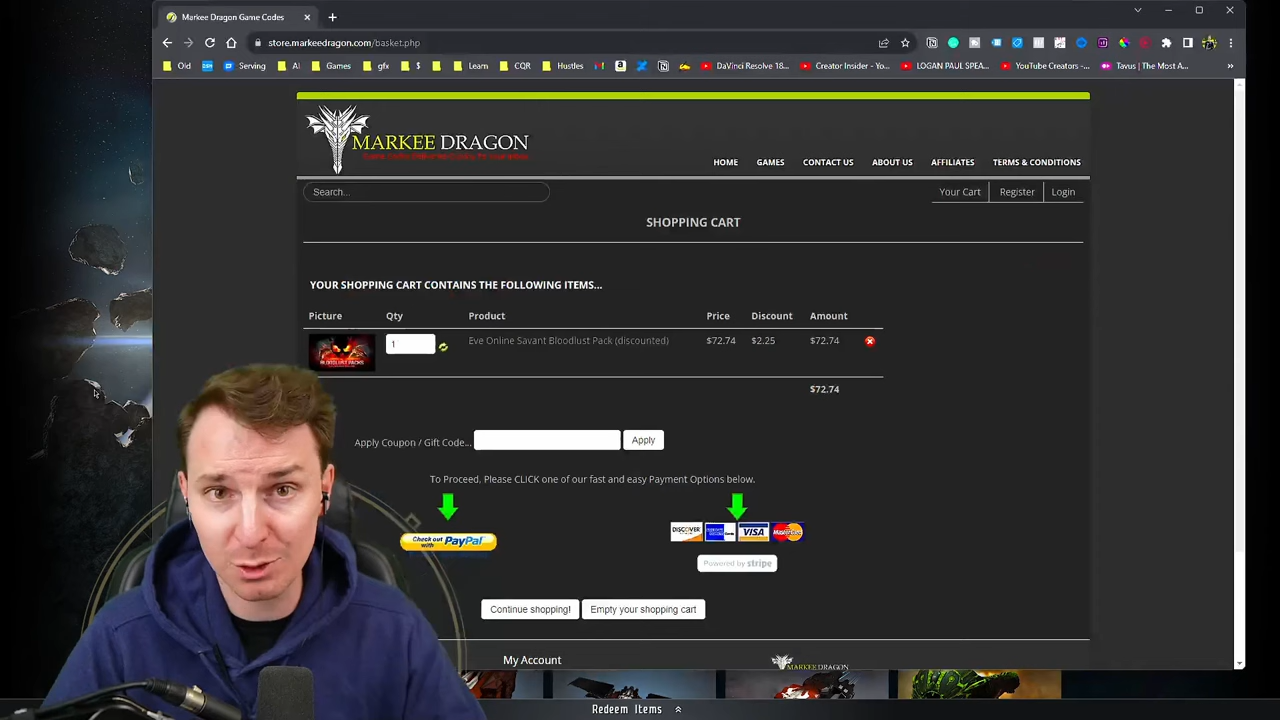 Markee Dragon Game Codes
store.markeedragon.com/basket.php
Old
Serving
AI
Games
gfx
$
Learn
CQR
Hustles
DaVinci Resolve 18...
Creator Insider - Yo...
LOGAN PAUL SPEA...
YouTube Creators -...
Tavus | The Most A...
MARKEE DRAGON
HOME GAMES CONTACT US ABOUT US AFFILIATES TERMS & CONDITIONS
Search...
Your Cart Register Login
SHOPPING CART
YOUR SHOPPING CART CONTAINS THE FOLLOWING ITEMS...
Picture Qty Product Price Discount Amount
BLOODLUST PACKS 1 Eve Online Savant Bloodlust Pack (discounted) $72.74 $2.25 $72.74
$72.74
Apply Coupon / Gift Code... Apply
To Proceed, Please CLICK one of our fast and easy Payment Options below.
Check out with PayPal DISCOVER VISA MasterCard
Powered by stripe
Continue shopping! Empty your shopping cart
My Account MARKEE DRAGON
Redeem Items